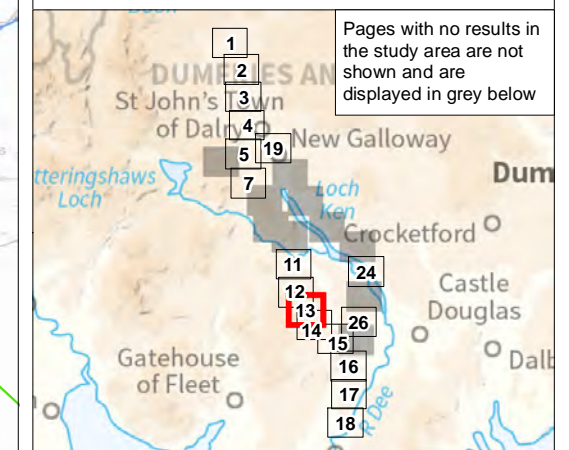 Pages with no results in
the study area are not
shown and are
displayed in grey below
1
2
DUMFRIES AN
3
St John's Town
of Dalry
4
19
New Galloway
5
7
tteringshaws
Loch
Loch
Ken
Dum
Crocketford
11
24
12
Castle
Douglas
13
26
14
15
Gatehouse
of Fleet
16
Dalb
17
R Dee
18